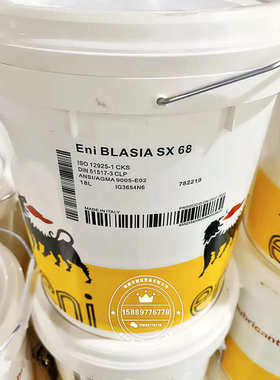 Eni BLASIA SX 68
ISO 12925-1 CKS
DIN 51517-3 CLP
ANSI/AGMA 9005-E02
18L IG3654N6 782219
MADE IN ITALY
15889776778
eni
lubricant